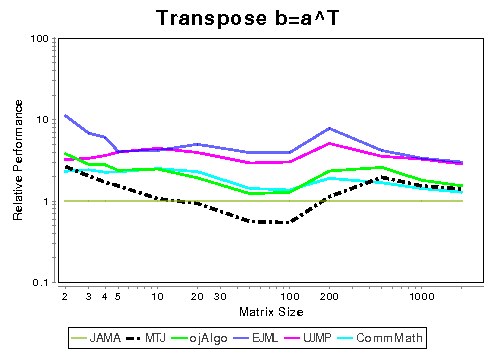 Transpose b=a^T
100
10
1
0.1
Relative Performance
2 3 4 5 10 20 30 100 200 1000
Matrix Size
JAMA MTJ ojAlgo EJML UJMP CommMath